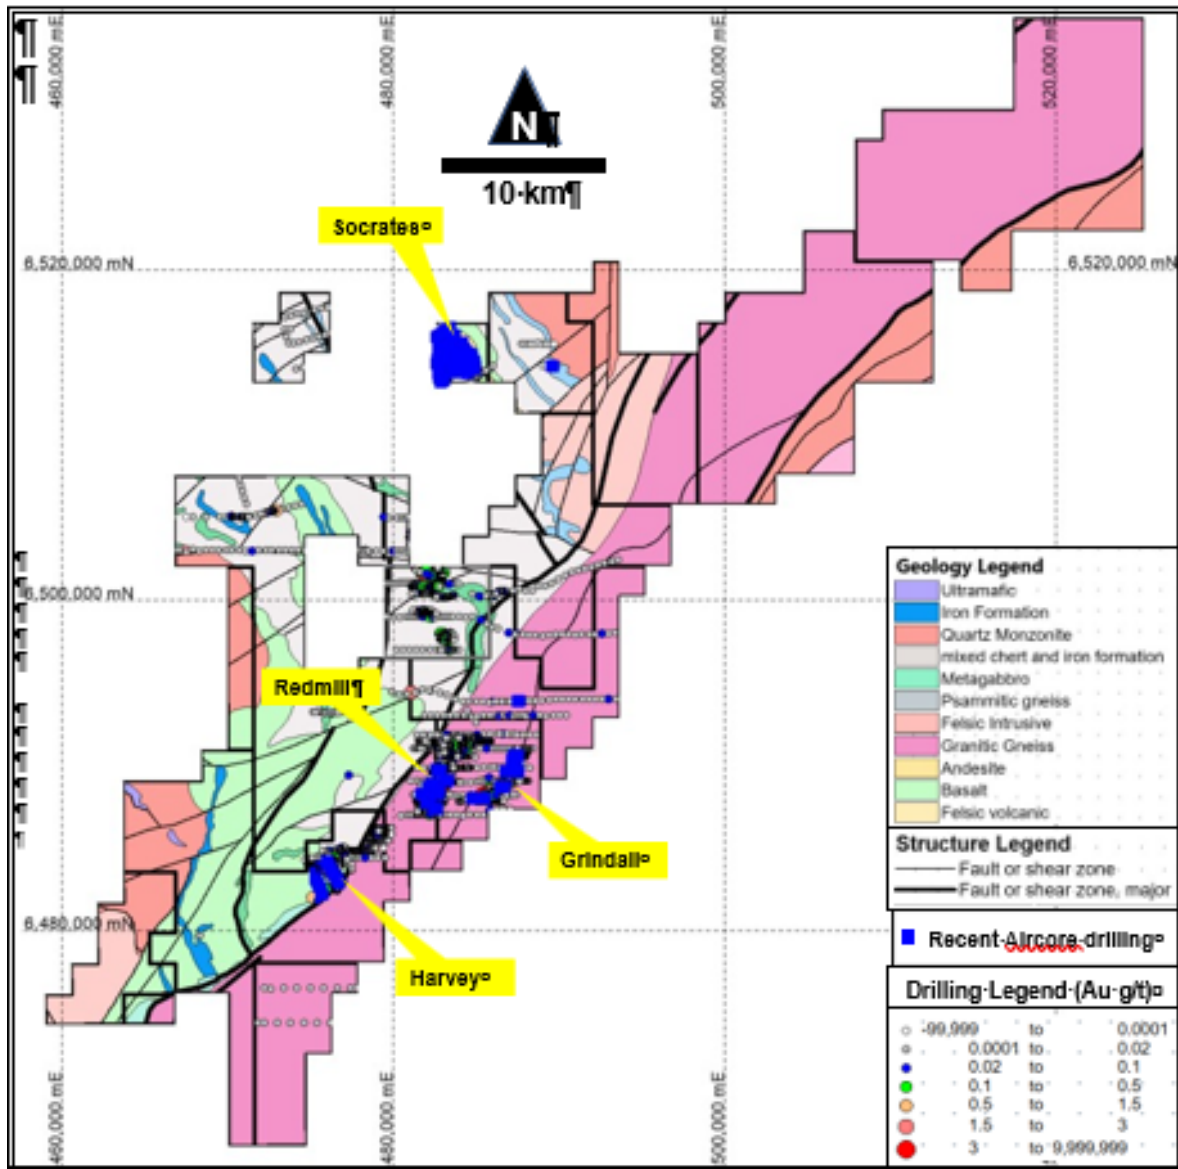 ¶
¶
460,000 mE
480,000 mE
500,000 mE
520,000 mE
N¶
10·km¶
Socrates¤
6,520,000 mN
6,520,000 mN
6,500,000 mN
Redmill¶
Grindall¤
6,480,000 mN
Harvey¤
460,000 mE
480,000 mE
500,000 mE
Geology Legend
Ultramafic
Iron Formation
Quartz Monzonite
mixed chert and iron formation
Metagabbro
Psammitic gneiss
Felsic Intrusive
Granitic Gneiss
Andesite
Basalt
Felsic volcanic
Structure Legend
Fault or shear zone
Fault or shear zone, major
Recent·Aircore·drilling¤
Drilling·Legend·(Au·g/t)¤
-99,999 to 0.0001
0.0001 to 0.02
0.02 to 0.1
0.1 to 0.5
0.5 to 1.5
1.5 to 3
3 to 9,999,999